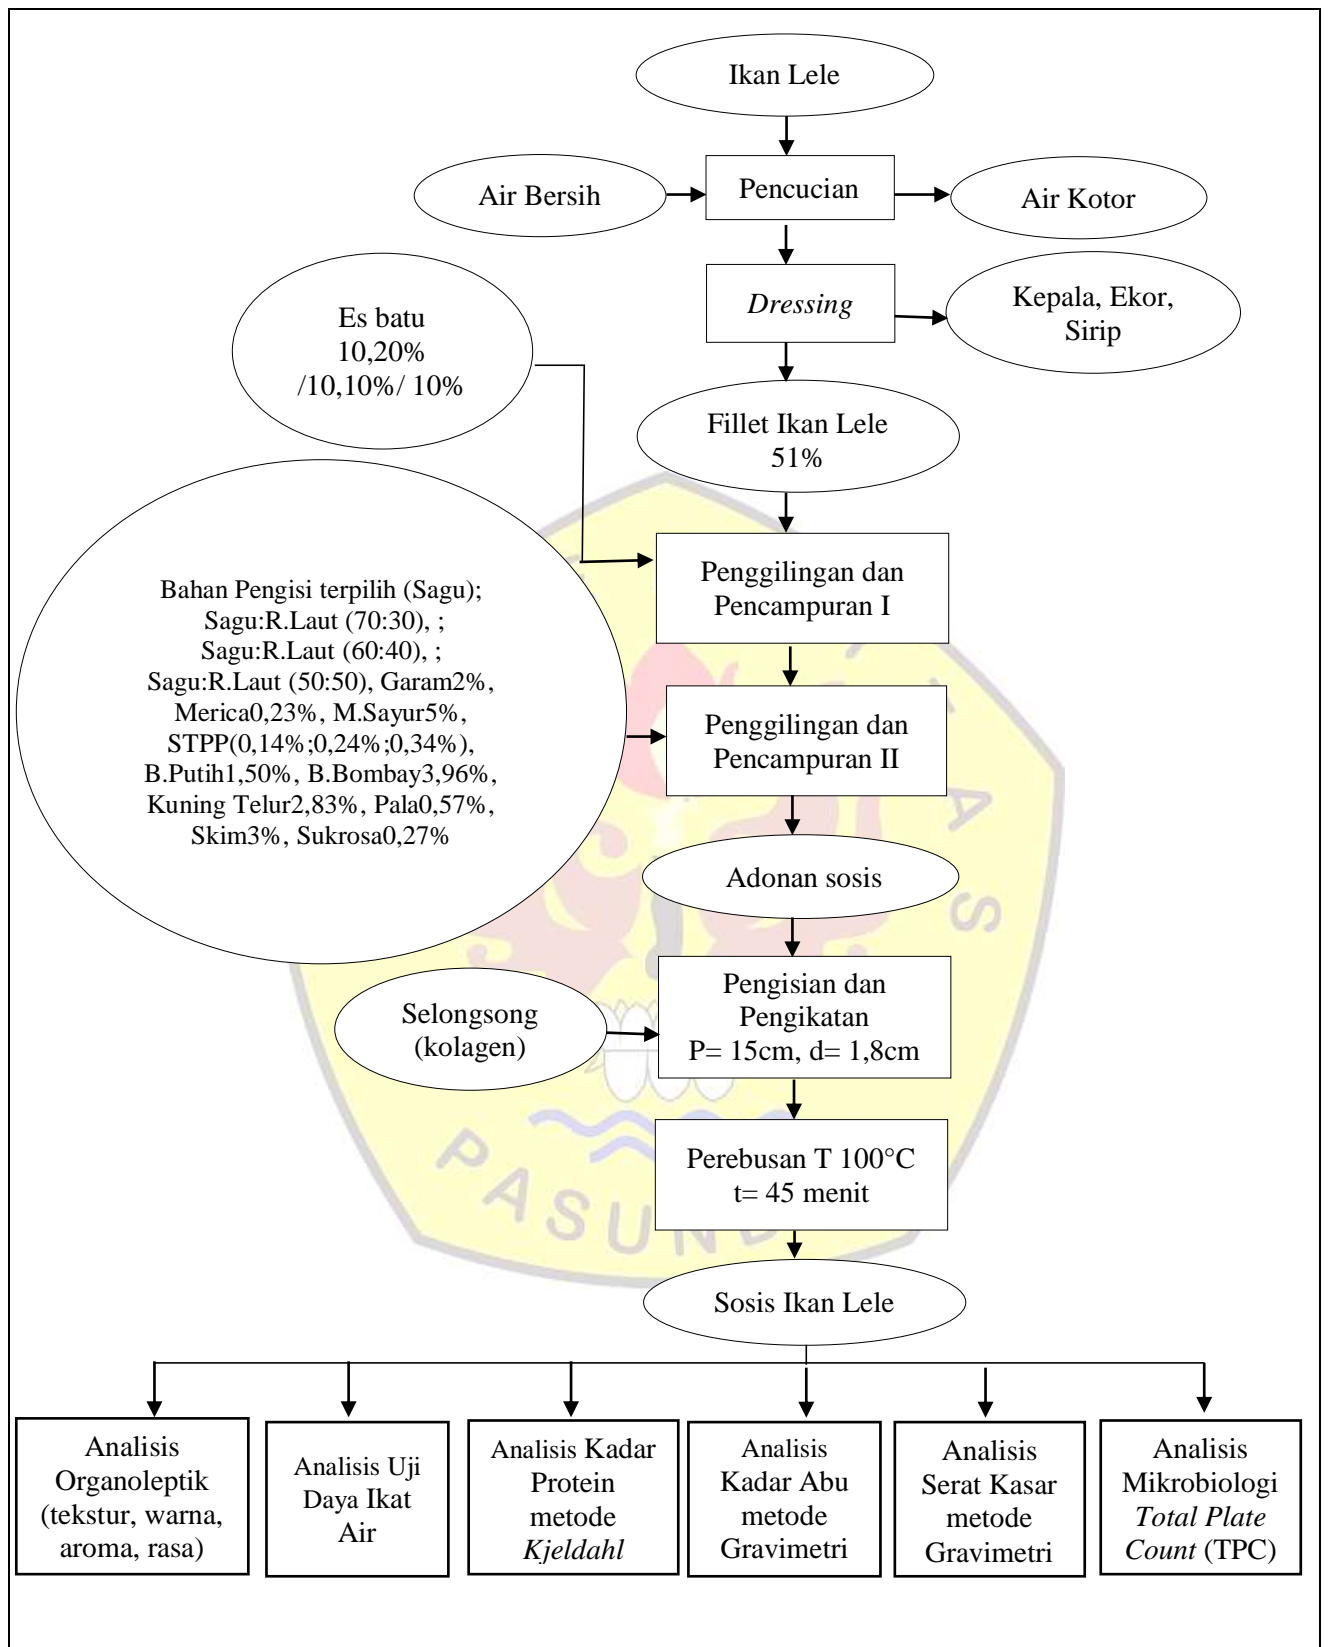 Ikan Lele
Air Bersih
Pencucian
Air Kotor
Dressing
Kepala, Ekor,
Sirip
Es batu
10,20%
/10,10%/ 10%
Fillet Ikan Lele
51%
Penggilingan dan
Pencampuran I
Bahan Pengisi terpilih (Sagu);
Sagu:R.Laut (70:30), ;
Sagu:R.Laut (60:40), ;
Sagu:R.Laut (50:50), Garam2%,
Merica0,23%, M.Sayur5%,
STPP(0,14%;0,24%;0,34%),
B.Putih1,50%, B.Bombay3,96%,
Kuning Telur2,83%, Pala0,57%,
Skim3%, Sukrosa0,27%
Penggilingan dan
Pencampuran II
Adonan sosis
Selongsong
(kolagen)
Pengisian dan
Pengikatan
P= 15cm, d= 1,8cm
Perebusan T 100°C
t= 45 menit
Sosis Ikan Lele
Analisis
Organoleptik
(tekstur, warna,
aroma, rasa)
Analisis Uji
Daya Ikat
Air
Analisis Kadar
Protein
metode
Kjeldahl
Analisis
Kadar Abu
metode
Gravimetri
Analisis
Serat Kasar
metode
Gravimetri
Analisis
Mikrobiologi
Total Plate
Count (TPC)